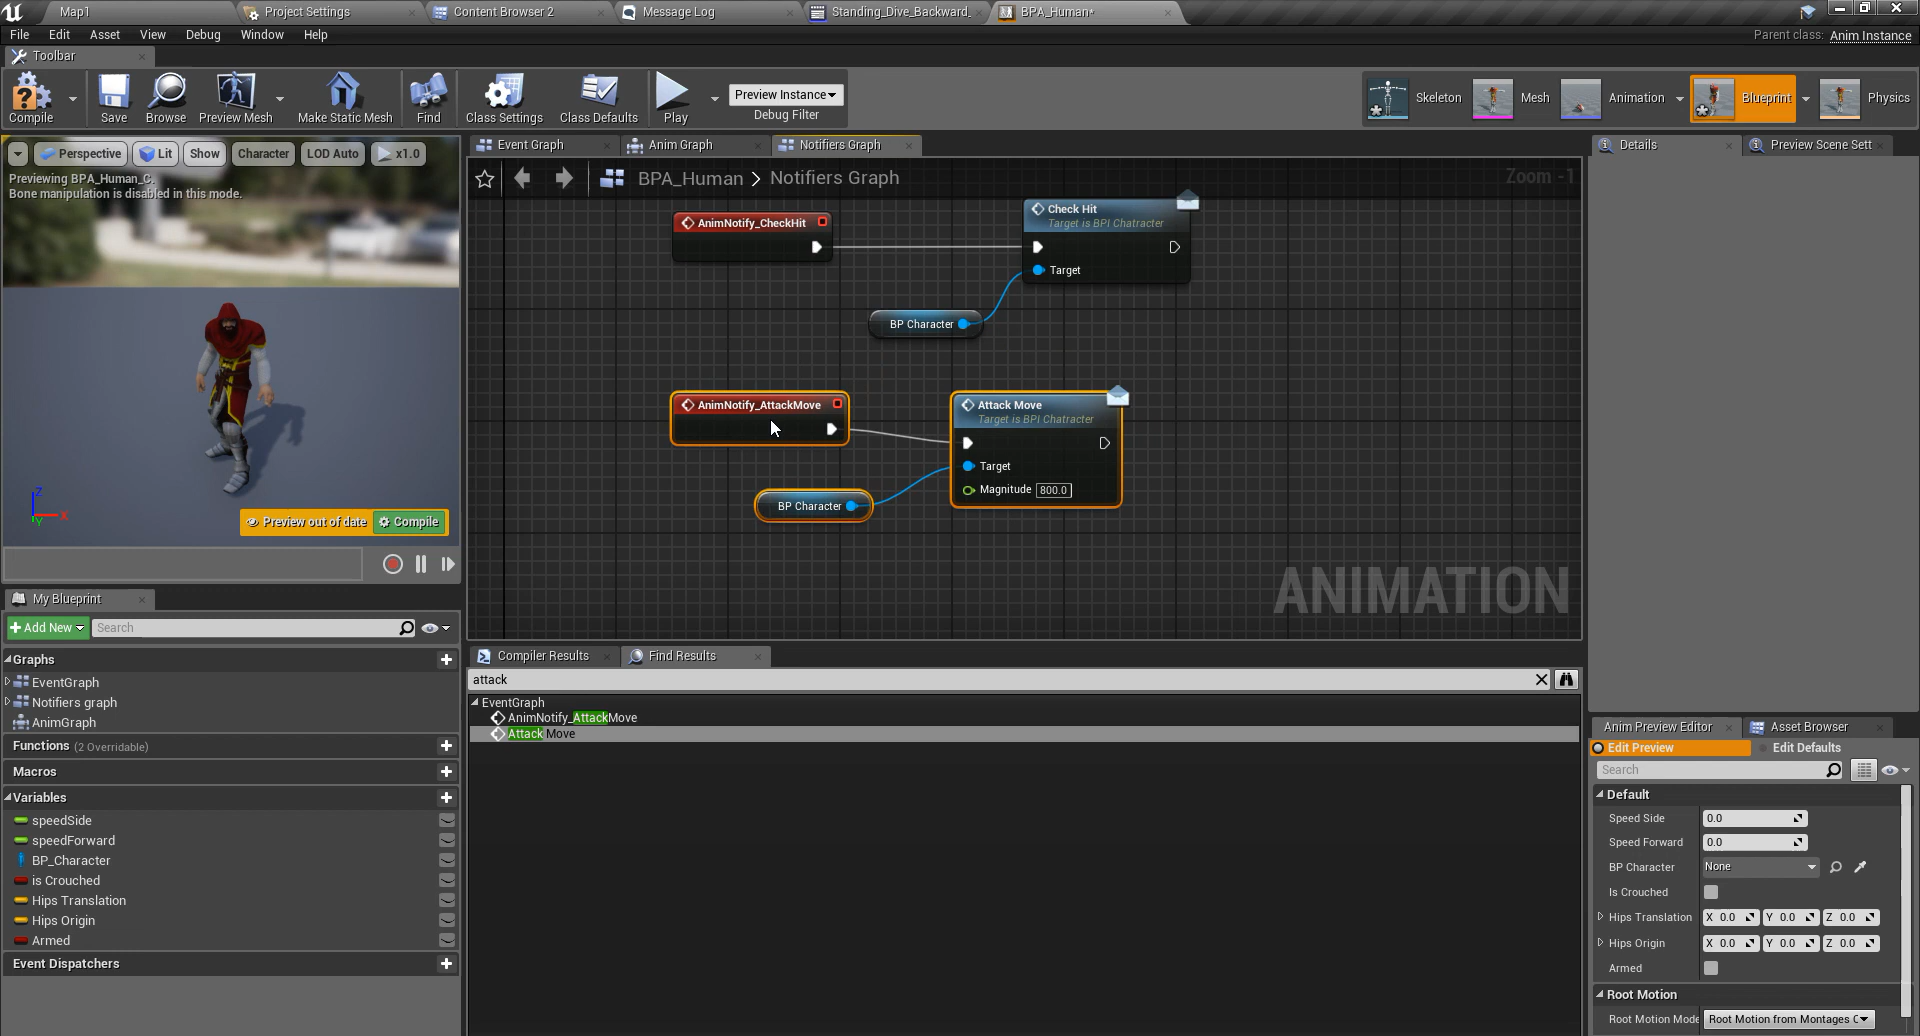 Map1
Project Settings
Content Browser 2
Message Log
Standing_Dive_Backward_
BPA_Human*
File Edit Asset View Debug Window Help
Parent class: Anim Instance
Toolbar
Compile
Save
Browse
Preview Mesh
Make Static Mesh
Find
Class Settings
Class Defaults
Play
Preview Instance
Debug Filter
Skeleton
Mesh
Animation
Blueprint
Physics
Perspective
Lit
Show
Character
LOD Auto
x1.0
Previewing BPA_Human_C.
Bone manipulation is disabled in this mode.
Z
X
Y
Preview out of date
Compile
Event Graph
Anim Graph
Notifiers Graph
BPA_Human > Notifiers Graph
Zoom -1
AnimNotify_CheckHit
Check Hit
Target is BPI Chatracter
Target
BP Character
AnimNotify_AttackMove
Attack Move
Target is BPI Chatracter
Target
Magnitude 800.0
BP Character
ANIMATION
Details
Preview Scene Sett
My Blueprint
+ Add New
Search
Graphs
EventGraph
Notifiers graph
AnimGraph
Functions (2 Overridable)
Macros
Variables
speedSide
speedForward
BP_Character
is Crouched
Hips Translation
Hips Origin
Armed
Event Dispatchers
Compiler Results
Find Results
attack
EventGraph
AnimNotify_AttackMove
Attack Move
Anim Preview Editor
Asset Browser
Edit Preview
Edit Defaults
Search
Default
Speed Side 0.0
Speed Forward 0.0
BP Character None
Is Crouched
Hips Translation X 0.0 Y 0.0 Z 0.0
Hips Origin X 0.0 Y 0.0 Z 0.0
Armed
Root Motion
Root Motion Mode Root Motion from Montages